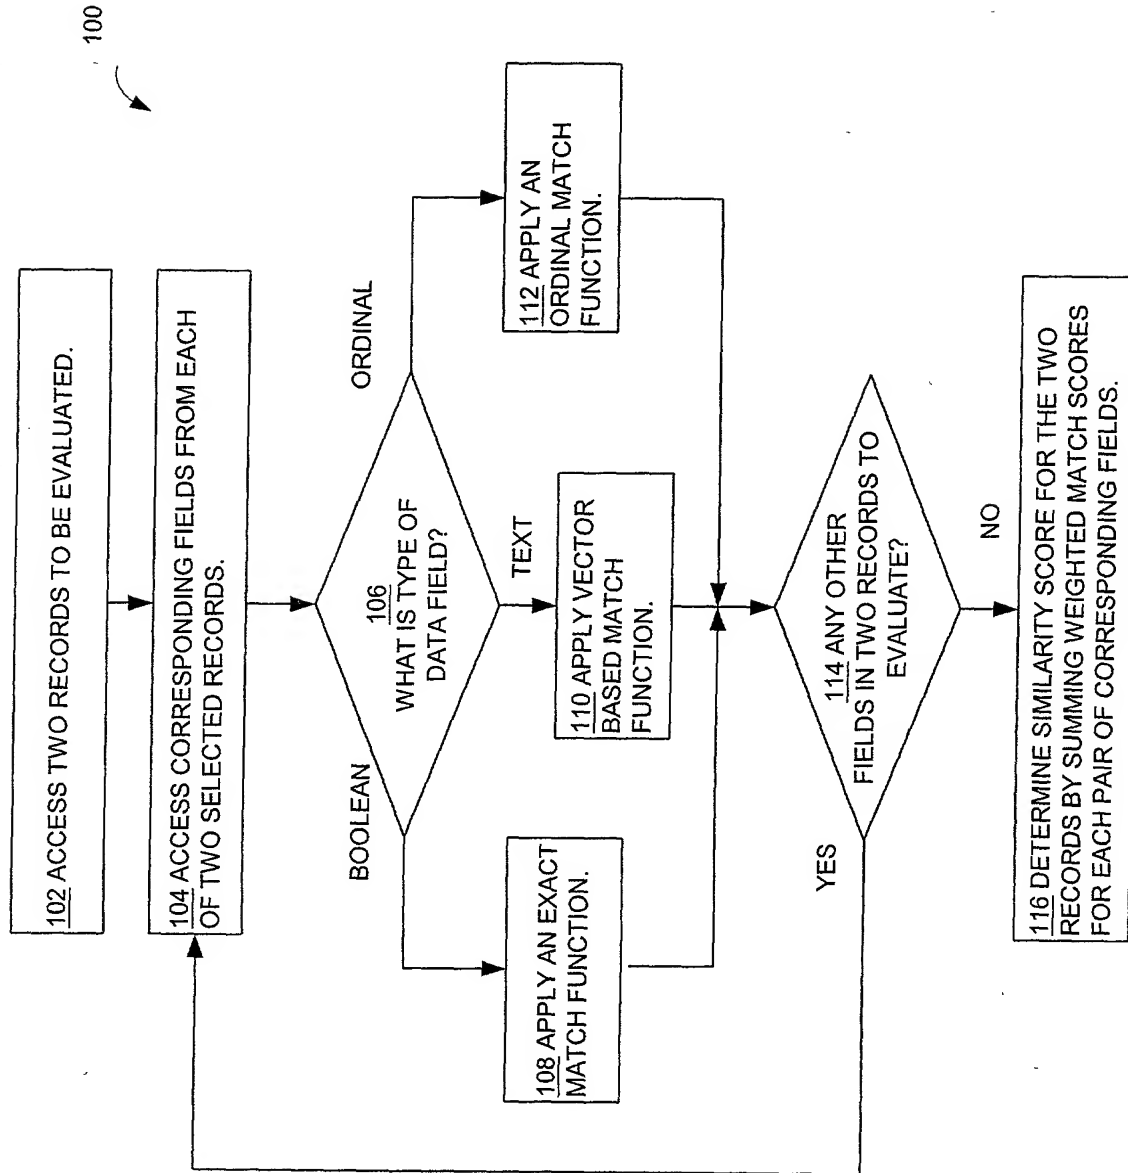 100
102 ACCESS TWO RECORDS TO BE EVALUATED.
104 ACCESS CORRESPONDING FIELDS FROM EACH
OF TWO SELECTED RECORDS.
106
WHAT IS TYPE OF
DATA FIELD?
BOOLEAN
TEXT
ORDINAL
108 APPLY AN EXACT
MATCH FUNCTION.
110 APPLY VECTOR
BASED MATCH
FUNCTION.
112 APPLY AN
ORDINAL MATCH
FUNCTION.
114 ANY OTHER
FIELDS IN TWO RECORDS TO
EVALUATE?
YES
NO
116 DETERMINE SIMILARITY SCORE FOR THE TWO
RECORDS BY SUMMING WEIGHTED MATCH SCORES
FOR EACH PAIR OF CORRESPONDING FIELDS.